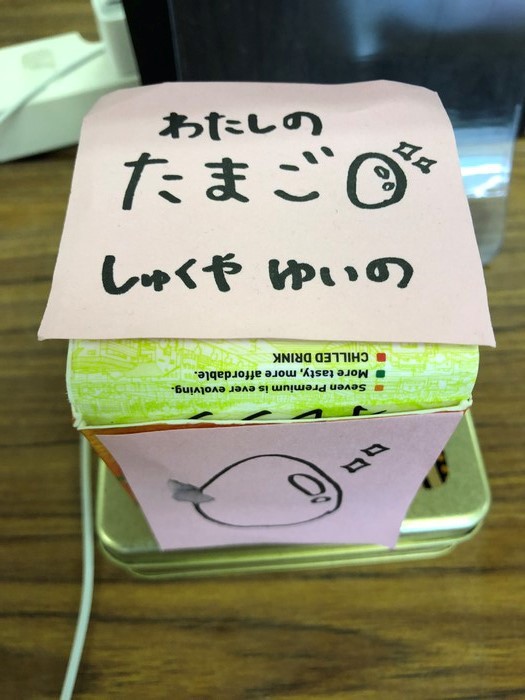 わたしの
たまご
しゅくや ゆいの
CHILLED DRINK
More tasty, more affordable.
Seven Premium is ever evolving.